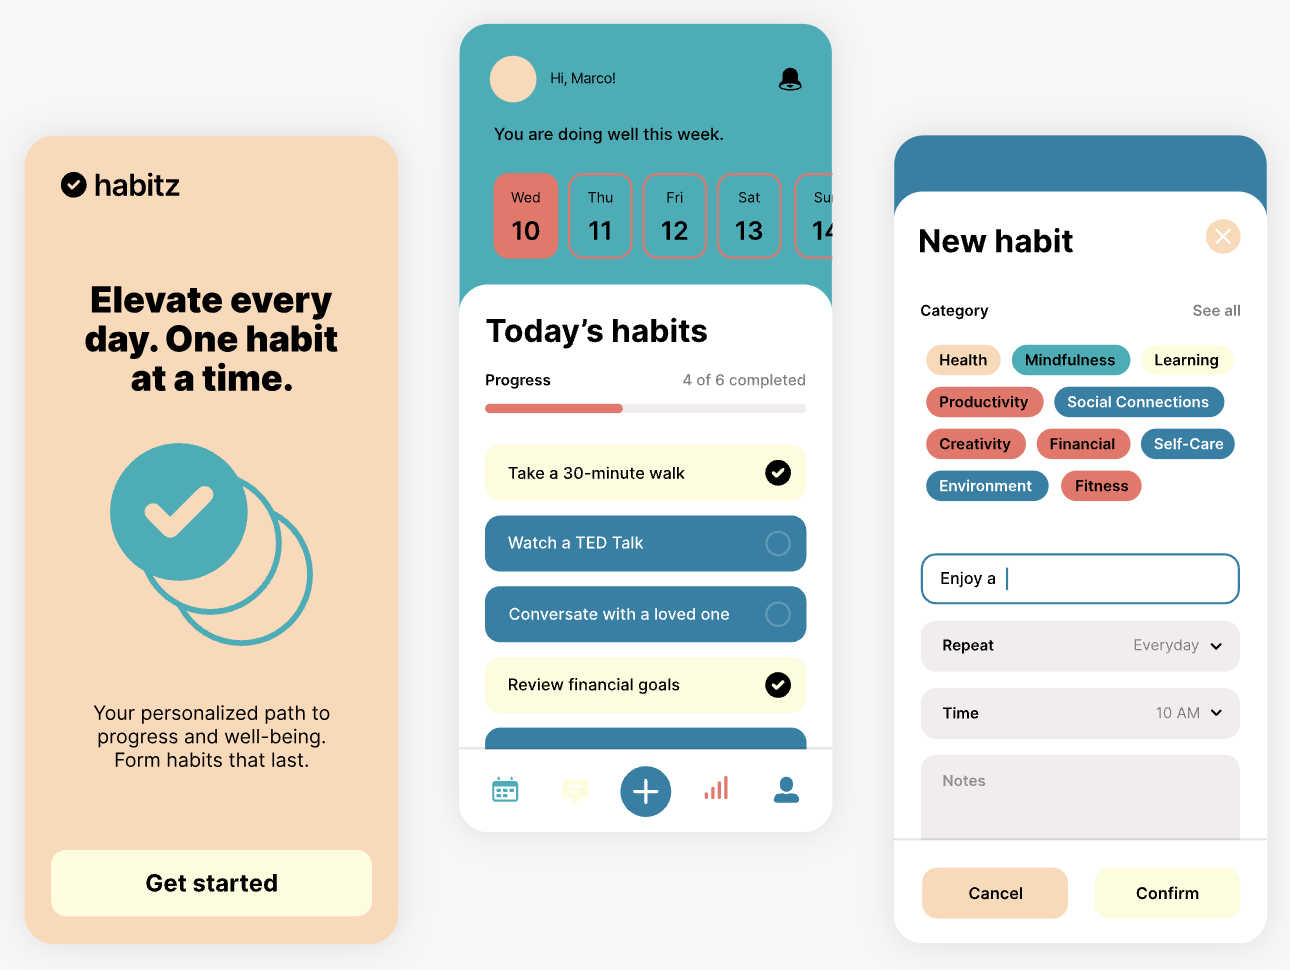 habitz
Elevate every
day. One habit
at a time.
Your personalized path to
progress and well-being.
Form habits that last.
Get started
Hi, Marco!
You are doing well this week.
Wed Thu Fri Sat Su
10 11 12 13 14
Today’s habits
Progress 4 of 6 completed
Take a 30-minute walk
Watch a TED Talk
Conversate with a loved one
Review financial goals
New habit
Category See all
Health Mindfulness Learning
Productivity Social Connections
Creativity Financial Self-Care
Environment Fitness
Enjoy a
Repeat Everyday
Time 10 AM
Notes
Cancel Confirm